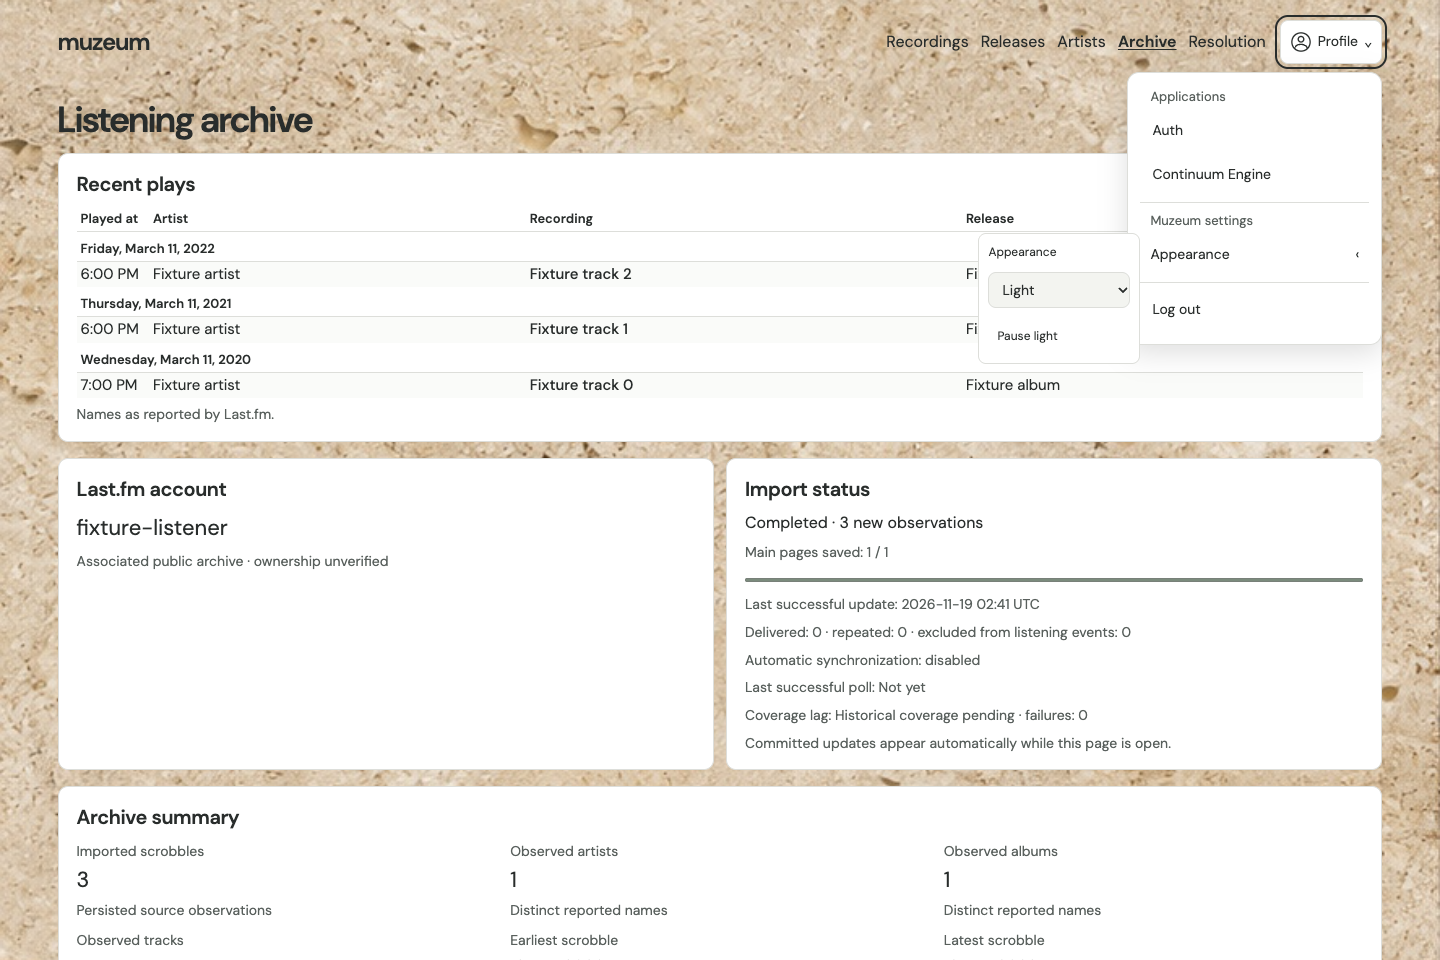 muzeum
Recordings Releases Artists Archive Resolution Profile
Listening archive
Applications
Auth
Continuum Engine
Muzeum settings
Appearance
Log out
Appearance
Light
Pause light
Recent plays
Played at Artist Recording Release
Friday, March 11, 2022
6:00 PM Fixture artist Fixture track 2 Fi
Thursday, March 11, 2021
6:00 PM Fixture artist Fixture track 1 Fi
Wednesday, March 11, 2020
7:00 PM Fixture artist Fixture track 0 Fixture album
Names as reported by Last.fm.
Last.fm account
fixture-listener
Associated public archive · ownership unverified
Import status
Completed · 3 new observations
Main pages saved: 1 / 1
Last successful update: 2026-11-19 02:41 UTC
Delivered: 0 · repeated: 0 · excluded from listening events: 0
Automatic synchronization: disabled
Last successful poll: Not yet
Coverage lag: Historical coverage pending · failures: 0
Committed updates appear automatically while this page is open.
Archive summary
Imported scrobbles Observed artists Observed albums
3 1 1
Persisted source observations Distinct reported names Distinct reported names
Observed tracks Earliest scrobble Latest scrobble